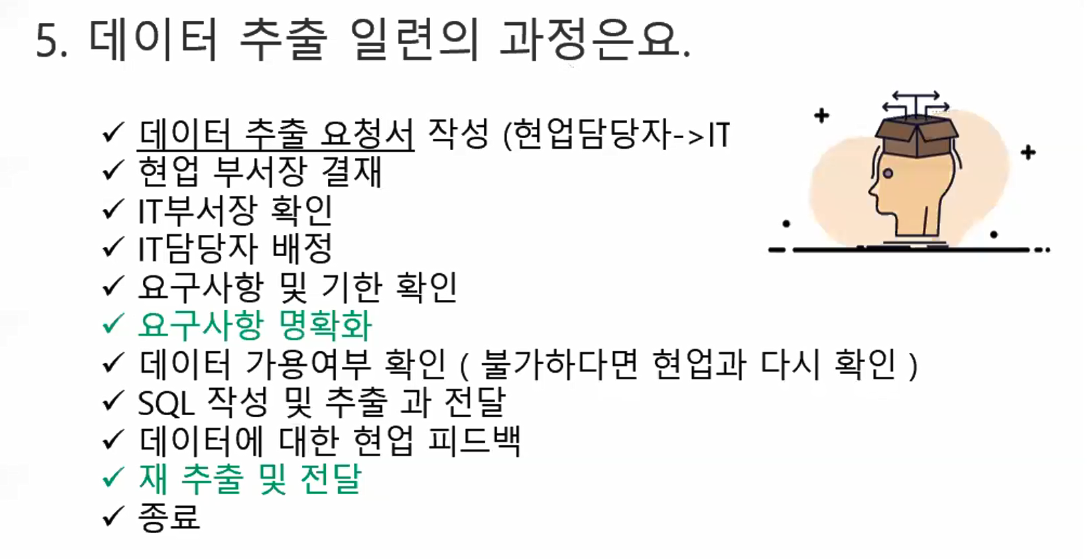 5. 데이터 추출 일련의 과정은요.
✓ 데이터 추출 요청서 작성 (현업담당자->IT
✓ 현업 부서장 결재
✓ IT부서장 확인
✓ IT담당자 배정
✓ 요구사항 및 기한 확인
✓ 요구사항 명확화
✓ 데이터 가용여부 확인 ( 불가하다면 현업과 다시 확인 )
✓ SQL 작성 및 추출 과 전달
✓ 데이터에 대한 현업 피드백
✓ 재 추출 및 전달
✓ 종료